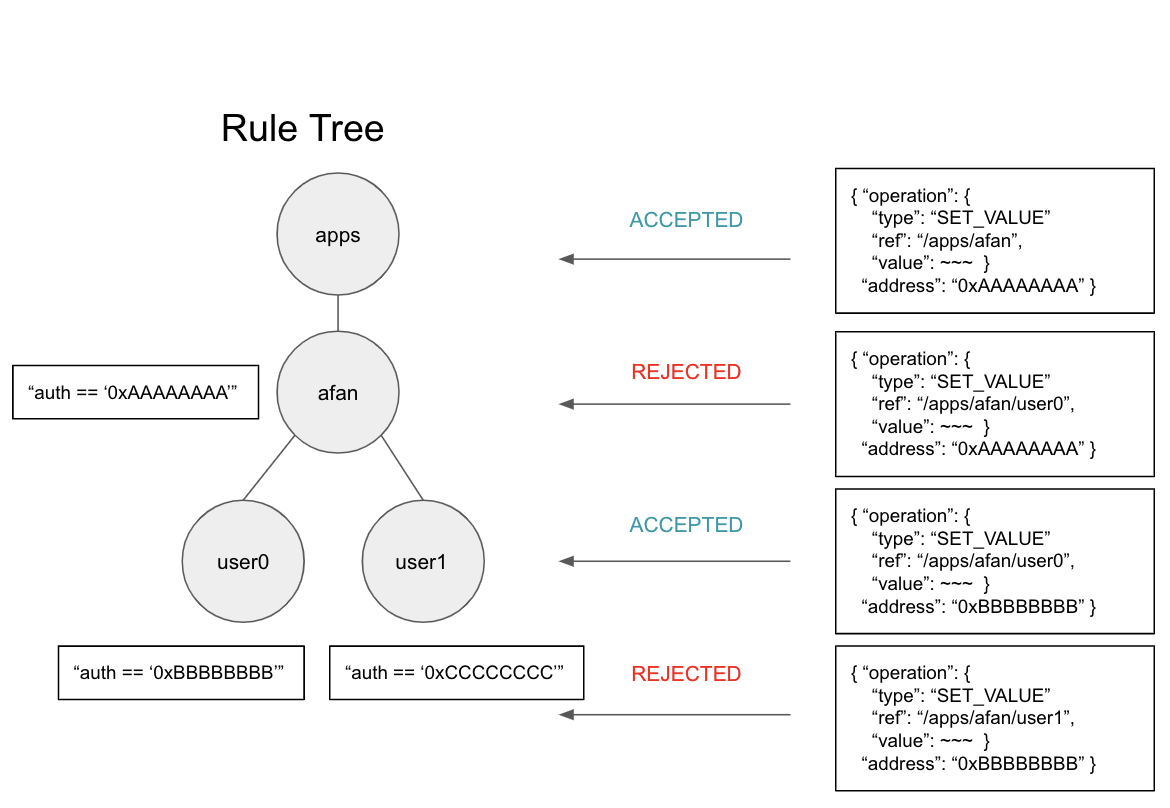 Rule Tree
apps
afan
“auth == ‘0xAAAAAAAA’”
user0
user1
“auth == ‘0xBBBBBBBB’”
“auth == ‘0xCCCCCCCC’”
ACCEPTED
{ “operation”: {
“type”: “SET_VALUE”
“ref”: “/apps/afan”,
“value”: ~~~ }
“address”: “0xAAAAAAAA” }
REJECTED
{ “operation”: {
“type”: “SET_VALUE”
“ref”: “/apps/afan/user0”,
“value”: ~~~ }
“address”: “0xAAAAAAAA” }
ACCEPTED
{ “operation”: {
“type”: “SET_VALUE”
“ref”: “/apps/afan/user0”,
“value”: ~~~ }
“address”: “0xBBBBBBBB” }
REJECTED
{ “operation”: {
“type”: “SET_VALUE”
“ref”: “/apps/afan/user1”,
“value”: ~~~ }
“address”: “0xBBBBBBBB” }